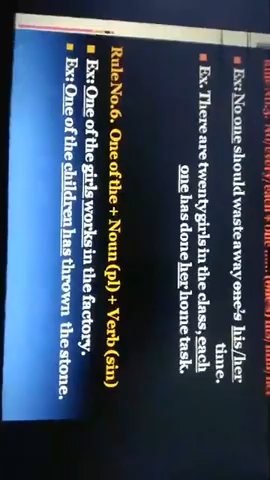 Ex: No one should waste away one's his /her
time.
Ex. There are twenty girls in the class, each
one has done her home task.
Rule No.6. One of the + Noun (pl) + Verb (sin)
Ex: One of the girls works in the factory.
Ex: One of the children has thrown the stone.